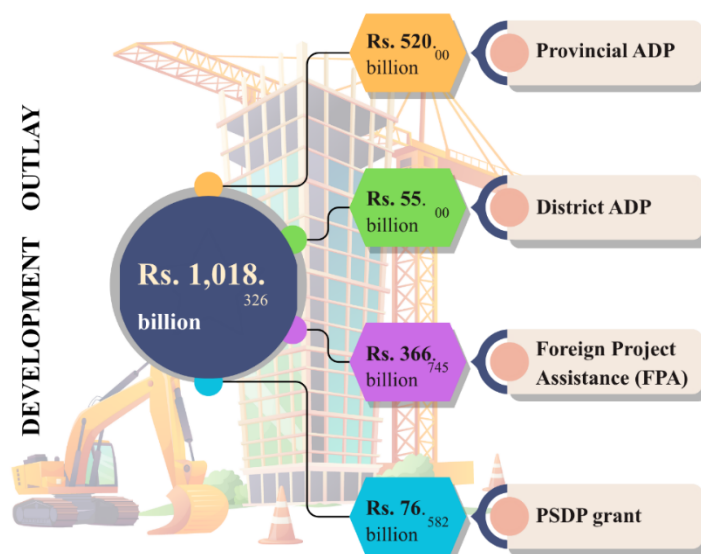 DEVELOPMENT OUTLAY
Rs. 1,018.
326
billion
Rs. 520.
00
billion
Provincial ADP
Rs. 55.
00
billion
District ADP
Rs. 366.
745
billion
Foreign Project
Assistance (FPA)
Rs. 76.
582
billion
PSDP grant